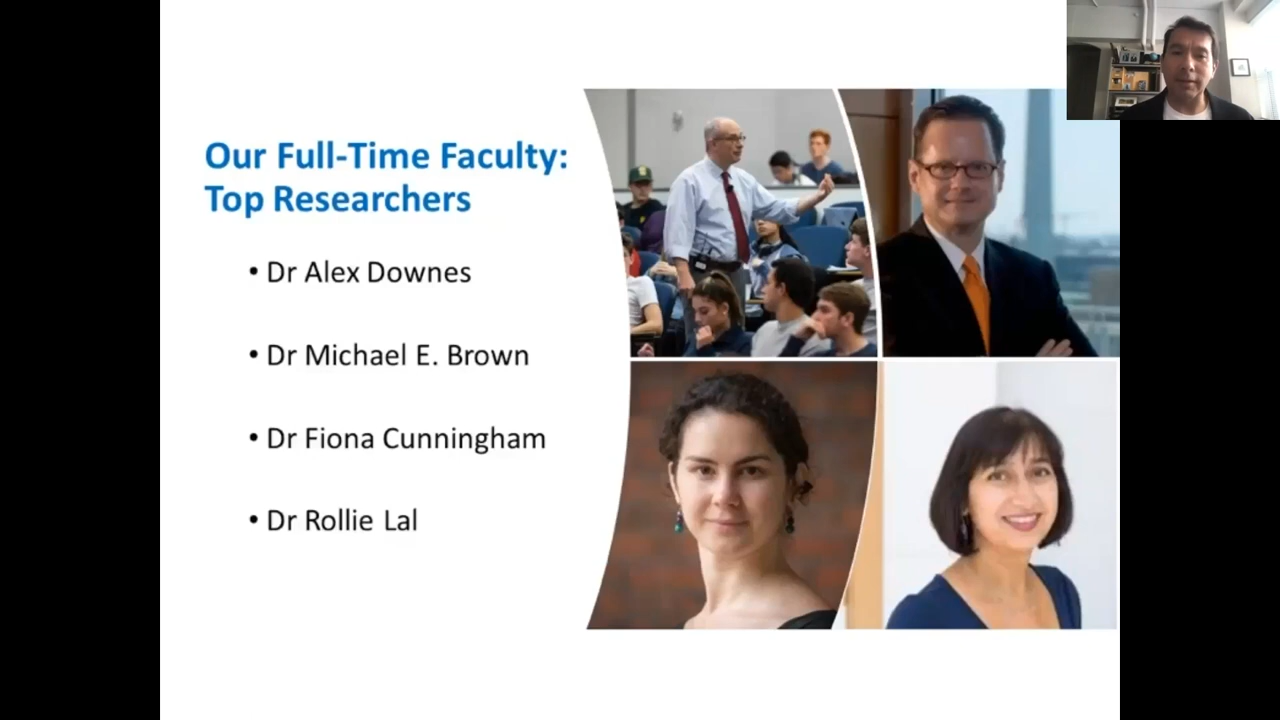 Our Full-Time Faculty:
Top Researchers
• Dr Alex Downes
• Dr Michael E. Brown
• Dr Fiona Cunningham
• Dr Rollie Lal